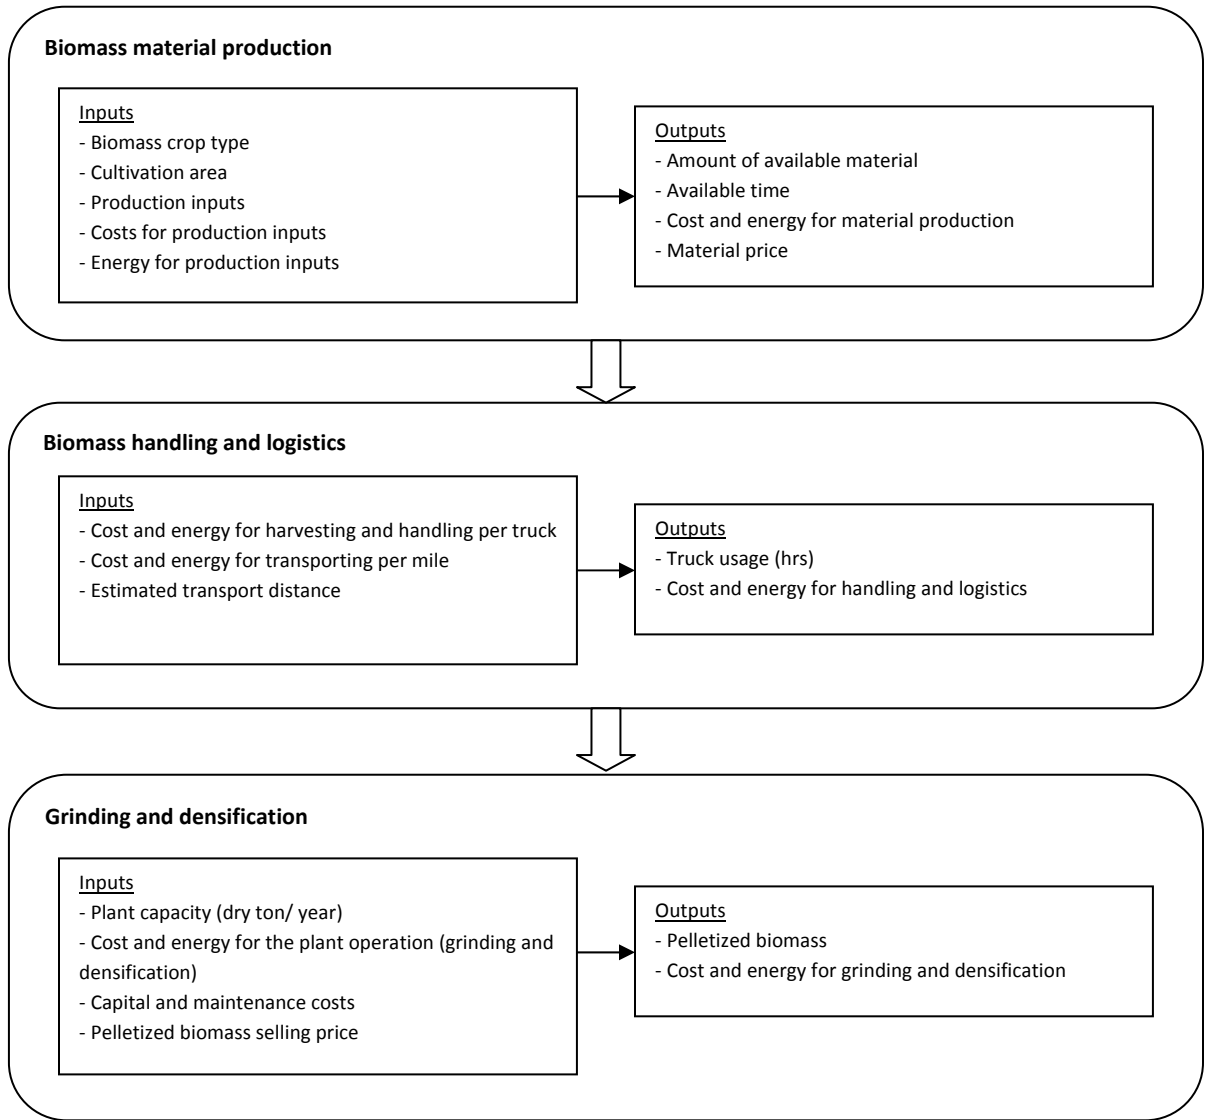 Biomass material production
Inputs
- Biomass crop type
- Cultivation area
- Production inputs
- Costs for production inputs
- Energy for production inputs
Outputs
- Amount of available material
- Available time
- Cost and energy for material production
- Material price
Biomass handling and logistics
Inputs
- Cost and energy for harvesting and handling per truck
- Cost and energy for transporting per mile
- Estimated transport distance
Outputs
- Truck usage (hrs)
- Cost and energy for handling and logistics
Grinding and densification
Inputs
- Plant capacity (dry ton/ year)
- Cost and energy for the plant operation (grinding and
densification)
- Capital and maintenance costs
- Pelletized biomass selling price
Outputs
- Pelletized biomass
- Cost and energy for grinding and densification